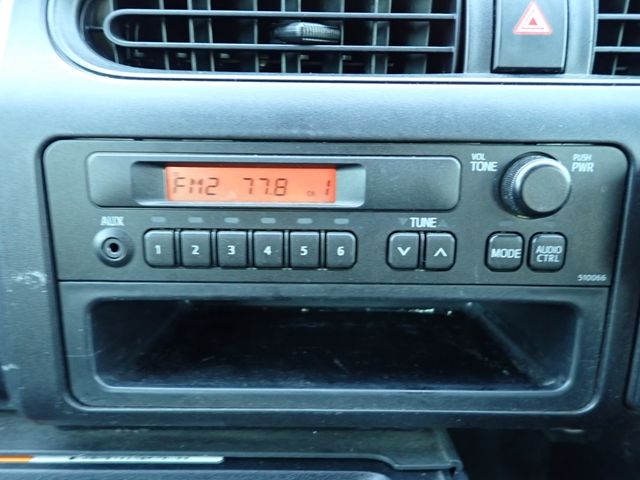 FM2 77.8 CH 1
VOL
TONE
PUSH
PWR
AUX
TUNE
1 2 3 4 5 6
MODE
AUDIO
CTRL
510066